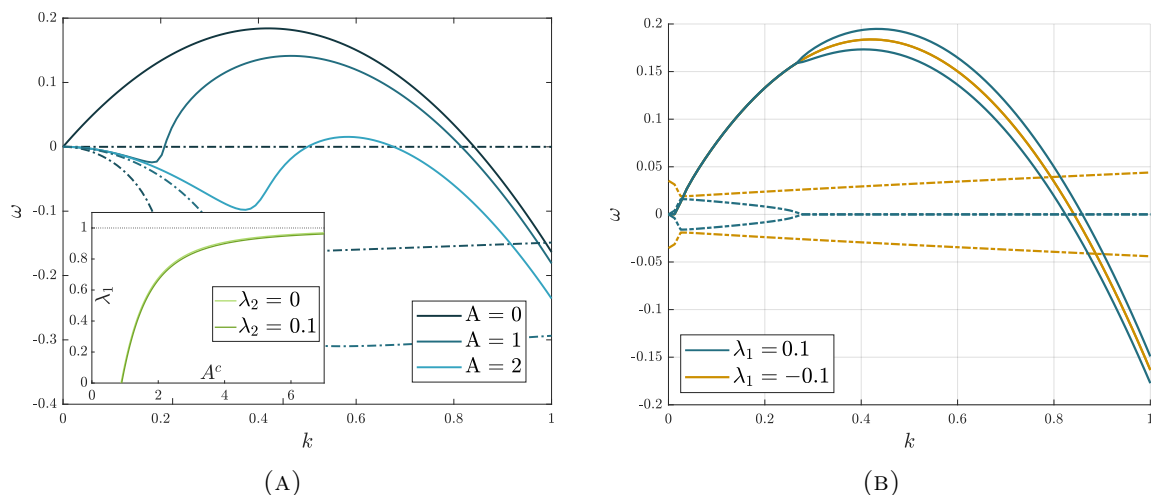 0.2
0.1
0
-0.1
-0.2
-0.3
-0.4
ω
0 0.2 0.4 0.6 0.8 1
k
1
0.8
0.6
0.4
0.2
0
λ₁
0 2 4 6
Aᶜ
λ₂ = 0
λ₂ = 0.1
A = 0
A = 1
A = 2
(A)
0.2
0.15
0.1
0.05
0
-0.05
-0.1
-0.15
-0.2
ω
0 0.2 0.4 0.6 0.8 1
k
λ₁ = 0.1
λ₁ = −0.1
(B)